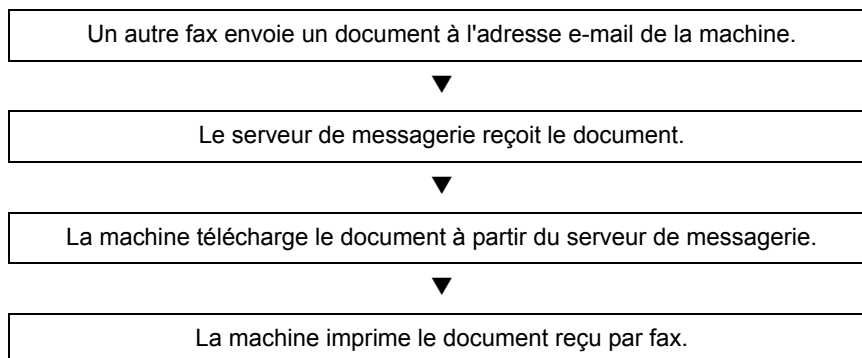 Un autre fax envoie un document à l'adresse e-mail de la machine.
▼
Le serveur de messagerie reçoit le document.
▼
La machine télécharge le document à partir du serveur de messagerie.
▼
La machine imprime le document reçu par fax.